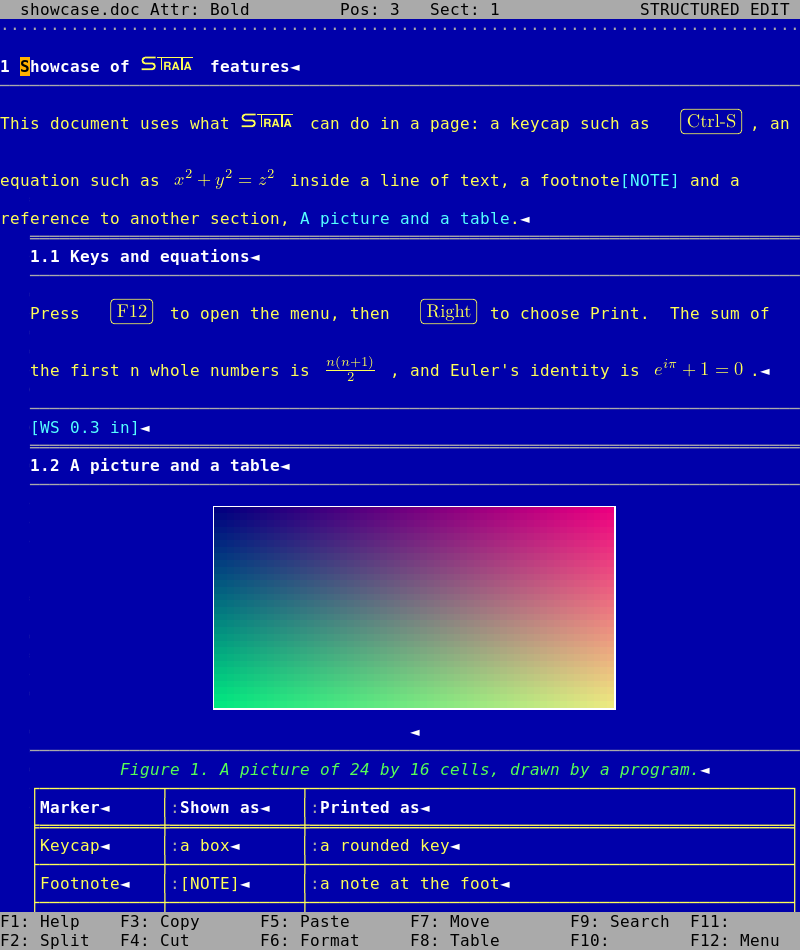 showcase.doc Attr: Bold Pos: 3 Sect: 1 STRUCTURED EDIT
1 Showcase of STRATA features◄
This document uses what STRATA can do in a page: a keycap such as Ctrl-S , an
equation such as x² + y² = z² inside a line of text, a footnote[NOTE] and a
reference to another section, A picture and a table.◄
1.1 Keys and equations◄
Press F12 to open the menu, then Right to choose Print. The sum of
the first n whole numbers is n(n+1)/2 , and Euler's identity is e^{iπ} + 1 = 0 .◄
[WS 0.3 in]◄
1.2 A picture and a table◄
◄
Figure 1. A picture of 24 by 16 cells, drawn by a program.◄
Marker◄ :Shown as◄ :Printed as◄
Keycap◄ :a box◄ :a rounded key◄
Footnote◄ :[NOTE]◄ :a note at the foot◄
F1: Help F3: Copy F5: Paste F7: Move F9: Search F11:
F2: Split F4: Cut F6: Format F8: Table F10: F12: Menu